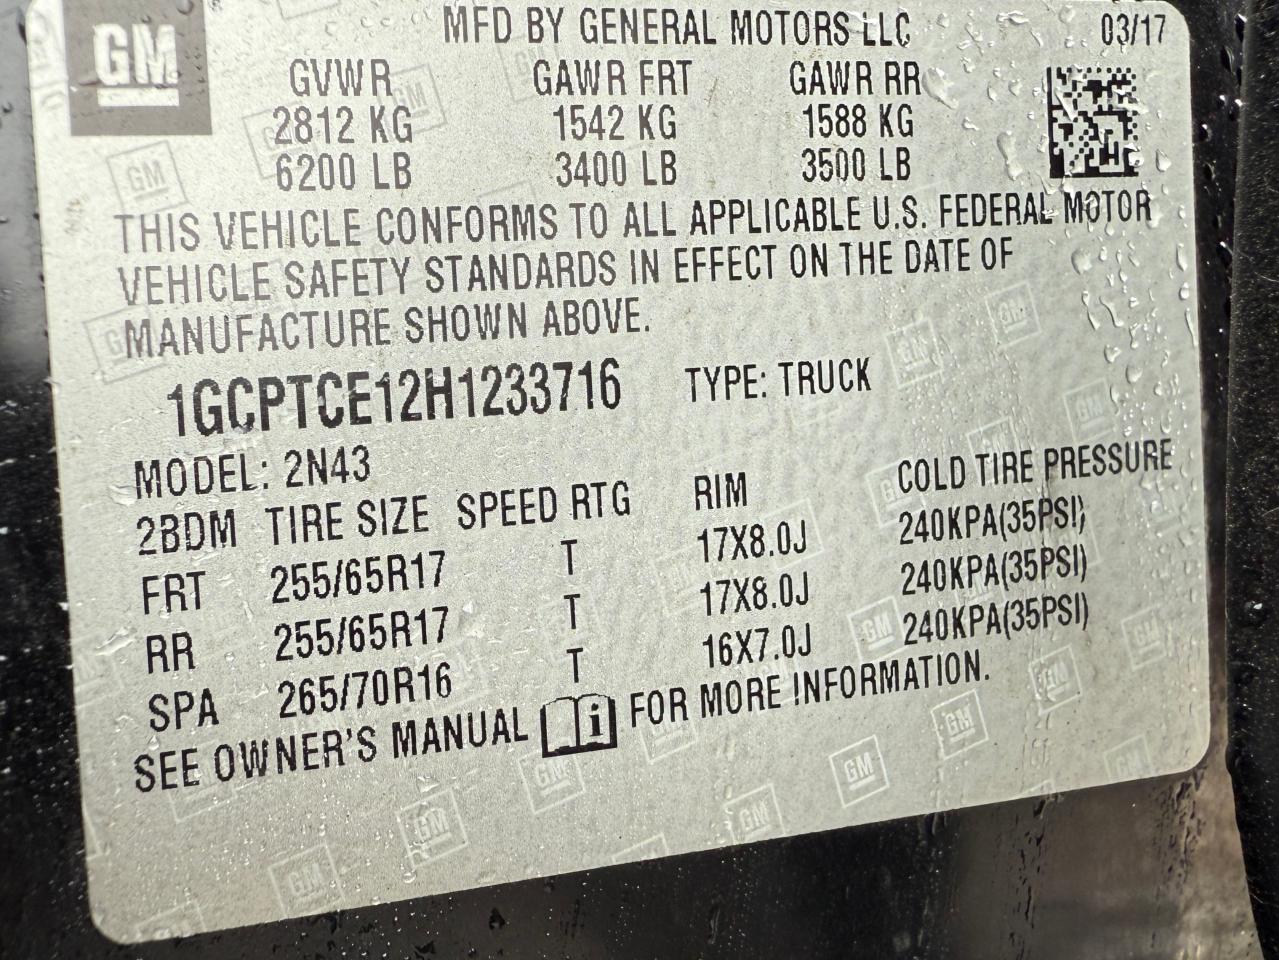 GM
MFD BY GENERAL MOTORS LLC 03/17
GVWR GAWR FRT GAWR RR
2812 KG 1542 KG 1588 KG
6200 LB 3400 LB 3500 LB
THIS VEHICLE CONFORMS TO ALL APPLICABLE U.S. FEDERAL MOTOR
VEHICLE SAFETY STANDARDS IN EFFECT ON THE DATE OF
MANUFACTURE SHOWN ABOVE.
1GCPTCE12H1233716 TYPE: TRUCK
MODEL: 2N43
2BDM TIRE SIZE SPEED RTG RIM COLD TIRE PRESSURE
FRT 255/65R17 T 17X8.0J 240KPA(35PSI)
RR 255/65R17 T 17X8.0J 240KPA(35PSI)
SPA 265/70R16 T 16X7.0J 240KPA(35PSI)
SEE OWNER'S MANUAL i FOR MORE INFORMATION.